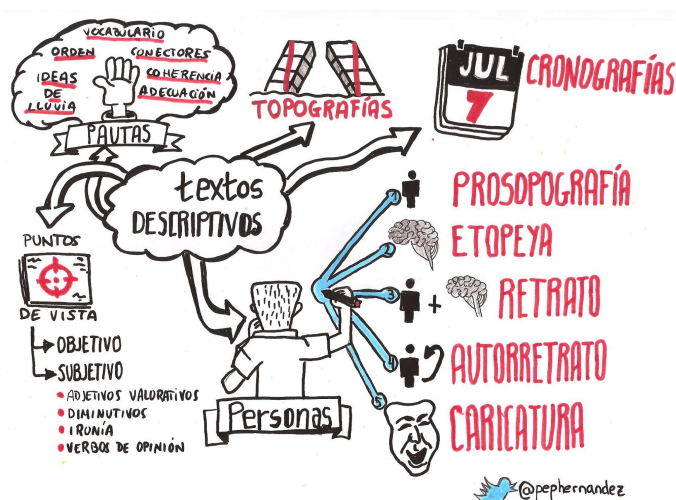 VOCABULARIO
ORDEN
CONECTORES
IDEAS
DE
LLUVIA
COHERENCIA
ADECUACIÓN
PAUTAS
TOPOGRAFÍAS
JUL
7
CRONOGRAFÍAS
textos
DESCRIPTIVOS
PUNTOS
DE VISTA
OBJETIVO
SUBJETIVO
ADJETIVOS VALORATIVOS
DIMINUTIVOS
IRONÍA
VERBOS DE OPINIÓN
Personas
PROSOPOGRAFÍA
ETOPEYA
+ RETRATO
AUTORRETRATO
CARICATURA
@pephernandez